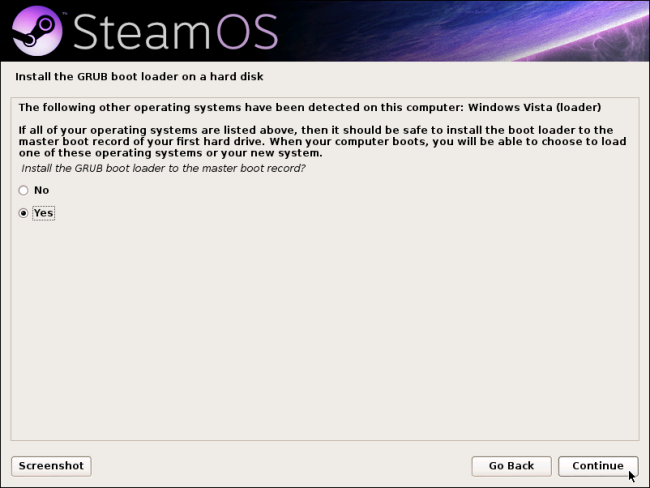 SteamOS™
Install the GRUB boot loader on a hard disk
The following other operating systems have been detected on this computer: Windows Vista (loader)
If all of your operating systems are listed above, then it should be safe to install the boot loader to the
master boot record of your first hard drive. When your computer boots, you will be able to choose to load
one of these operating systems or your new system.
Install the GRUB boot loader to the master boot record?
No
Yes
Screenshot
Go Back
Continue